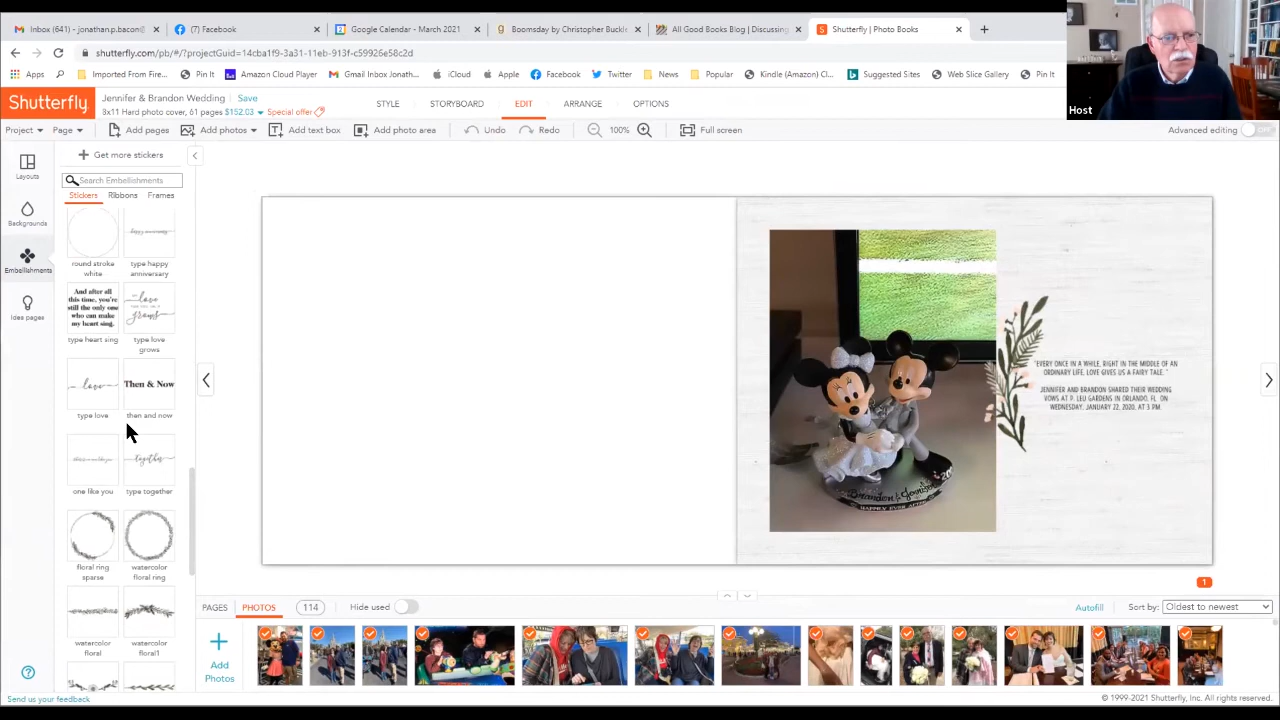 Inbox (641) - jonathan.p.bacon@
(7) Facebook
Google Calendar - March 2021
Boomsday by Christopher Buckle
All Good Books Blog | Discussing
Shutterfly | Photo Books
shutterfly.com/pb/#/?projectGuid=14cba1f9-3a31-11eb-913f-c59926e58c2d
Apps
Imported From Fire...
Pin It
Amazon Cloud Player
Gmail Inbox Jonath...
iCloud
Apple
Facebook
Twitter
News
Popular
Kindle (Amazon) Cl...
Suggested Sites
Web Slice Gallery
Pin It
Host
Shutterfly
Jennifer & Brandon Wedding
Save
8x11 Hard photo cover, 61 pages $152.03
Special offer
STYLE
STORYBOARD
EDIT
ARRANGE
OPTIONS
Project
Page
Add pages
Add photos
Add text box
Add photo area
Undo
Redo
100%
Full screen
Advanced editing
OFF
Layouts
Backgrounds
Embellishments
Idea pages
Get more stickers
Search Embellishments
Stickers
Ribbons
Frames
round stroke
white
type happy
anniversary
And after all
this time, you're
still the only one
who can make
my heart sing.
love
grows
type heart sing
type love
grows
love
Then & Now
type love
then and now
together
one like you
type together
floral ring
sparse
watercolor
floral ring
watercolor
floral
watercolor
floral1
"EVERY ONCE IN A WHILE, RIGHT IN THE MIDDLE OF AN
ORDINARY LIFE, LOVE GIVES US A FAIRY TALE. "
JENNIFER AND BRANDON SHARED THEIR WEDDING
VOWS AT P. LEU GARDENS IN ORLANDO, FL ON
WEDNESDAY, JANUARY 22, 2020, AT 3 PM.
HAPPILY EVER AFTER
1
PAGES
PHOTOS
114
Hide used
Autofill
Sort by:
Oldest to newest
Add
Photos
Send us your feedback
© 1999-2021 Shutterfly, Inc. All rights reserved.